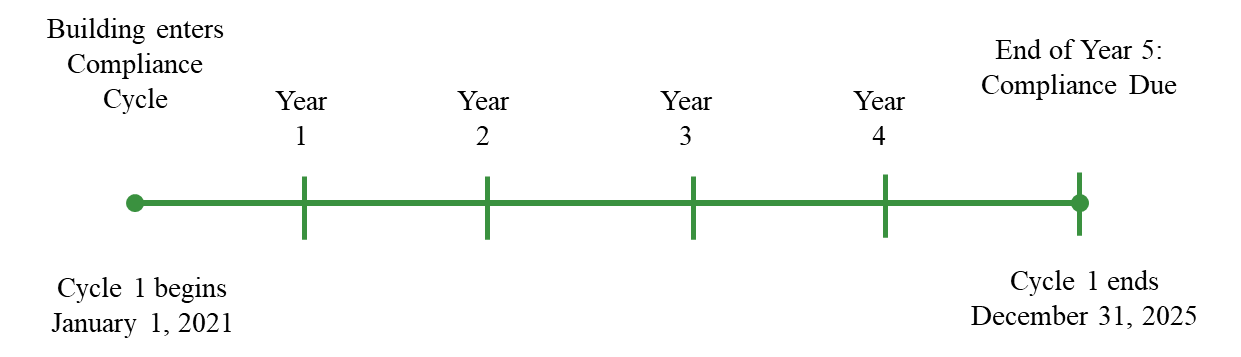 Building enters
Compliance
Cycle
Year
1
Year
2
Year
3
Year
4
End of Year 5:
Compliance Due
Cycle 1 begins
January 1, 2021
Cycle 1 ends
December 31, 2025